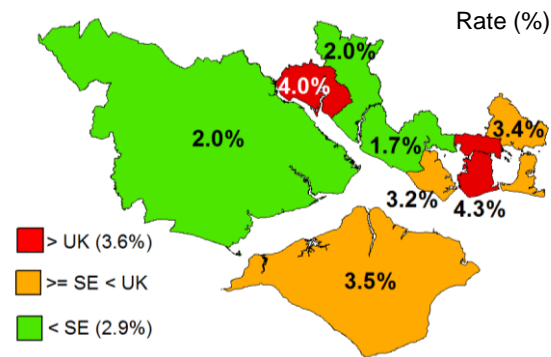 Rate (%)
2.0%
4.0%
3.4%
2.0%
1.7%
3.2%
4.3%
> UK (3.6%)
>= SE < UK
3.5%
< SE (2.9%)